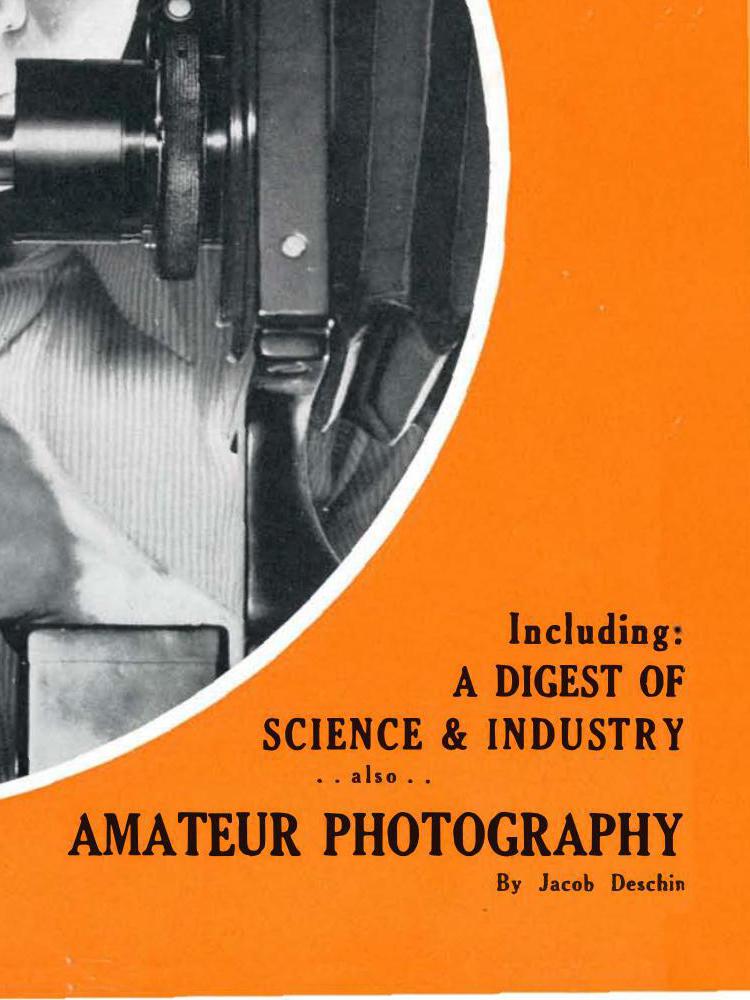 Including:
A DIGEST OF
SCIENCE & INDUSTRY
. . also . .
AMATEUR PHOTOGRAPHY
By Jacob Deschin